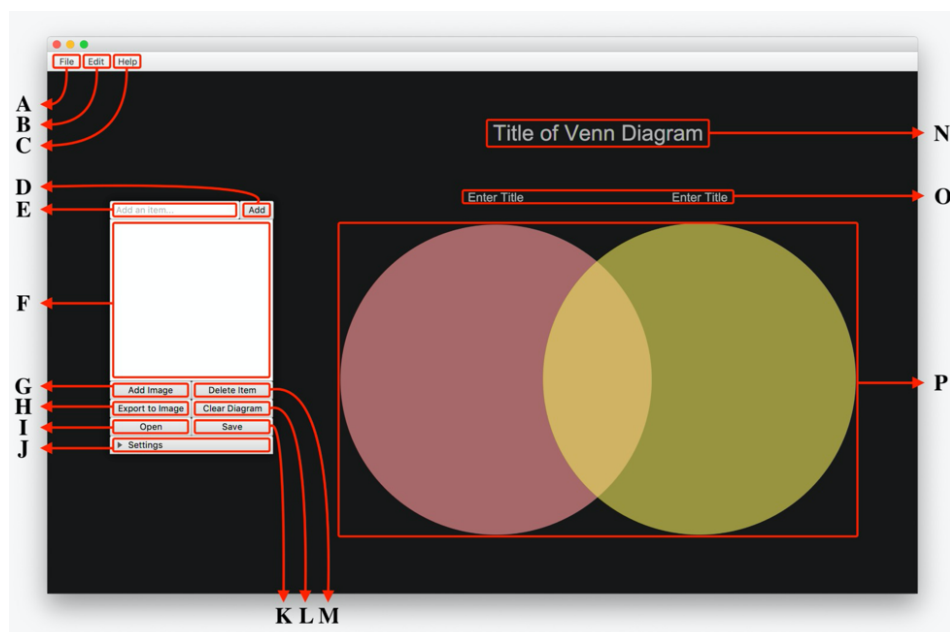 File Edit Help
A
B
C
Title of Venn Diagram
N
D
E
Add an item... Add
Enter Title Enter Title
O
F
G
Add Image Delete Item
P
H
Export to Image Clear Diagram
I
Open Save
J
Settings
K L M